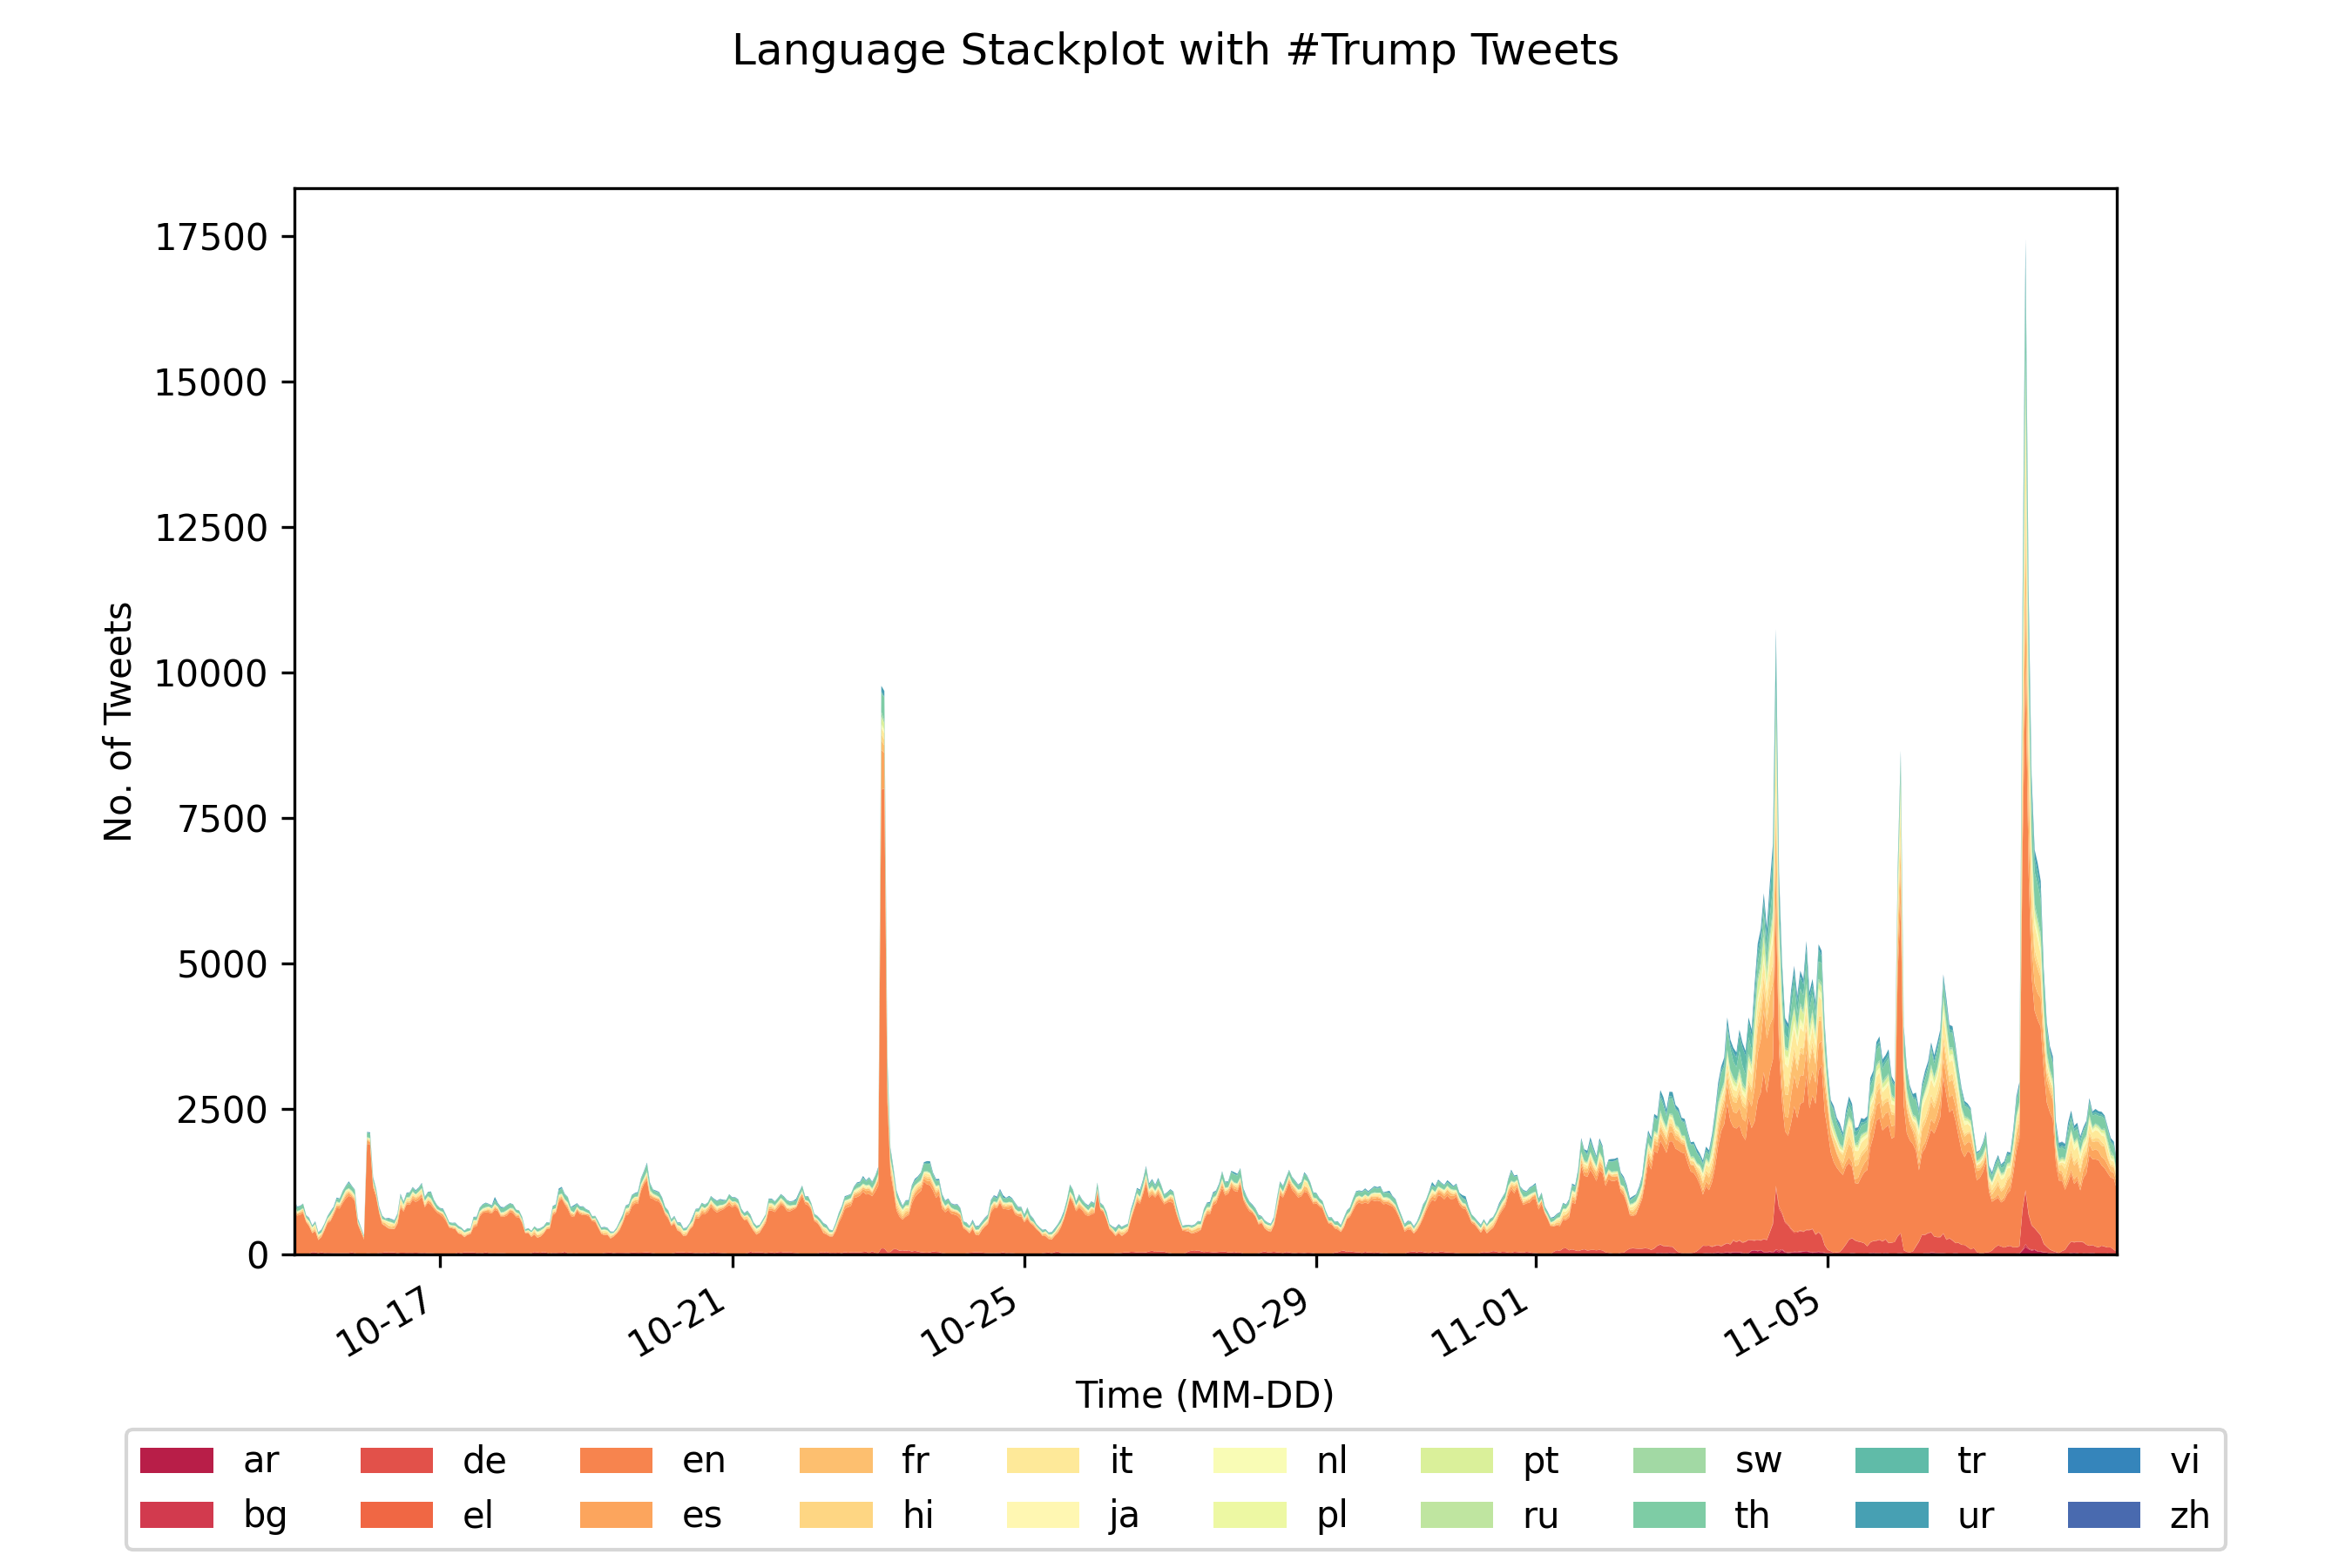 Language Stackplot with #Trump Tweets
17500
15000
12500
10000
7500
5000
2500
0
No. of Tweets
10-17 10-21 10-25 10-29 11-01 11-05
Time (MM-DD)
ar de en fr it nl pt sw tr vi
bg el es hi ja pl ru th ur zh